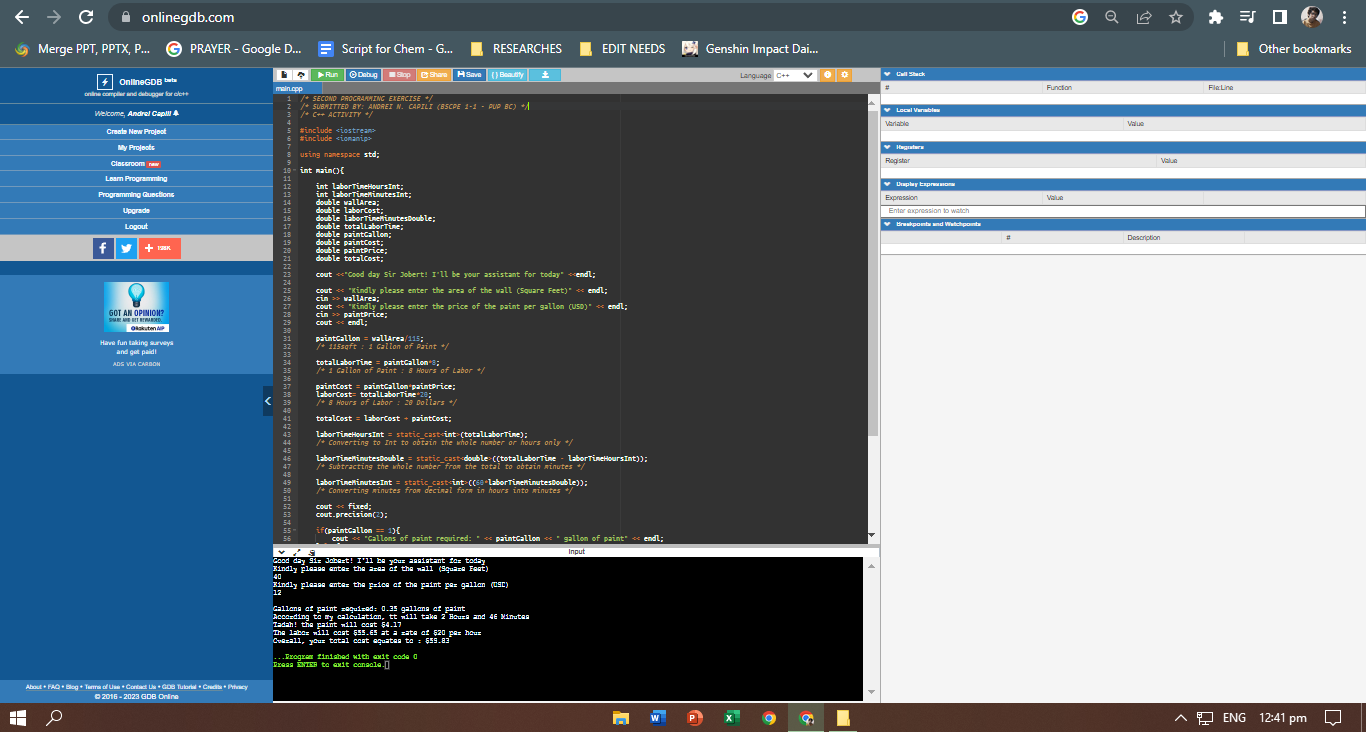 onlinegdb.com
Merge PPT, PPTX, P...
PRAYER - Google D...
Script for Chem - G...
RESEARCHES
EDIT NEEDS
Genshin Impact Dai...
Other bookmarks
OnlineGDB beta
online compiler and debugger for c/c++
Welcome, Andrei Capili
Create New Project
My Projects
Classroom new
Learn Programming
Programming Questions
Upgrade
Logout
GOT AN OPINION?
SHARE AND GET REWARDED.
Rakuten AIP
Have fun taking surveys
and get paid!
ADS VIA CARBON
About • FAQ • Blog • Terms of Use • Contact Us • GDB Tutorial • Credits • Privacy
© 2016 - 2023 GDB Online
Run Debug Stop Share Save { } Beautify
Language C++
main.cpp
1 /* SECOND PROGRAMMING EXERCISE */
2 /* SUBMITTED BY: ANDREI N. CAPILI (BSCPE 1-1 - PUP BC) */
3 /* C++ ACTIVITY */
4
5 #include <iostream>
6 #include <iomanip>
7
8 using namespace std;
9
10 int main(){
11
12 int laborTimeHoursInt;
13 int laborTimeMinutesInt;
14 double wallArea;
15 double laborCost;
16 double laborTimeMinutesDouble;
17 double totalLaborTime;
18 double paintGallon;
19 double paintCost;
20 double paintPrice;
21 double totalCost;
22
23 cout <<"Good day Sir Jobert! I'll be your assistant for today" <<endl;
24
25 cout << "Kindly please enter the area of the wall (Square Feet)" << endl;
26 cin >> wallArea;
27 cout << "Kindly please enter the price of the paint per gallon (USD)" << endl;
28 cin >> paintPrice;
29 cout << endl;
30
31 paintGallon = wallArea/115;
32 /* 115sqft : 1 Gallon of Paint */
33
34 totalLaborTime = paintGallon*8;
35 /* 1 Gallon of Paint : 8 Hours of Labor */
36
37 paintCost = paintGallon*paintPrice;
38 laborCost= totalLaborTime*20;
39 /* 8 Hours of Labor : 20 Dollars */
40
41 totalCost = laborCost + paintCost;
42
43 laborTimeHoursInt = static_cast<int>(totalLaborTime);
44 /* Converting to Int to obtain the whole number or hours only */
45
46 laborTimeMinutesDouble = static_cast<double>((totalLaborTime - laborTimeHoursInt));
47 /* Subtracting the whole number from the total to obtain minutes */
48
49 laborTimeMinutesInt = static_cast<int>((60*laborTimeMinutesDouble));
50 /* Converting minutes from decimal form in hours into minutes */
51
52 cout << fixed;
53 cout.precision(2);
54
55 if(paintGallon == 1){
56 cout << "Gallons of paint required: " << paintGallon << " gallon of paint" << endl;
input
Good day Sir Jobert! I'll be your assistant for today
Kindly please enter the area of the wall (Square Feet)
40
Kindly please enter the price of the paint per gallon (USD)
12
Gallons of paint required: 0.35 gallons of paint
According to my calculation, tt will take 2 Hours and 46 Minutes
Tadah! the paint will cost $4.17
The labor will cost $55.65 at a rate of $20 per hour
Overall, your total cost equates to : $59.83
...Program finished with exit code 0
Press ENTER to exit console.
Call Stack
# Function File:Line
Local Variables
Variable Value
Registers
Register Value
Display Expressions
Expression Value
Enter expression to watch
Breakpoints and Watchpoints
# Description
ENG 12:41 pm